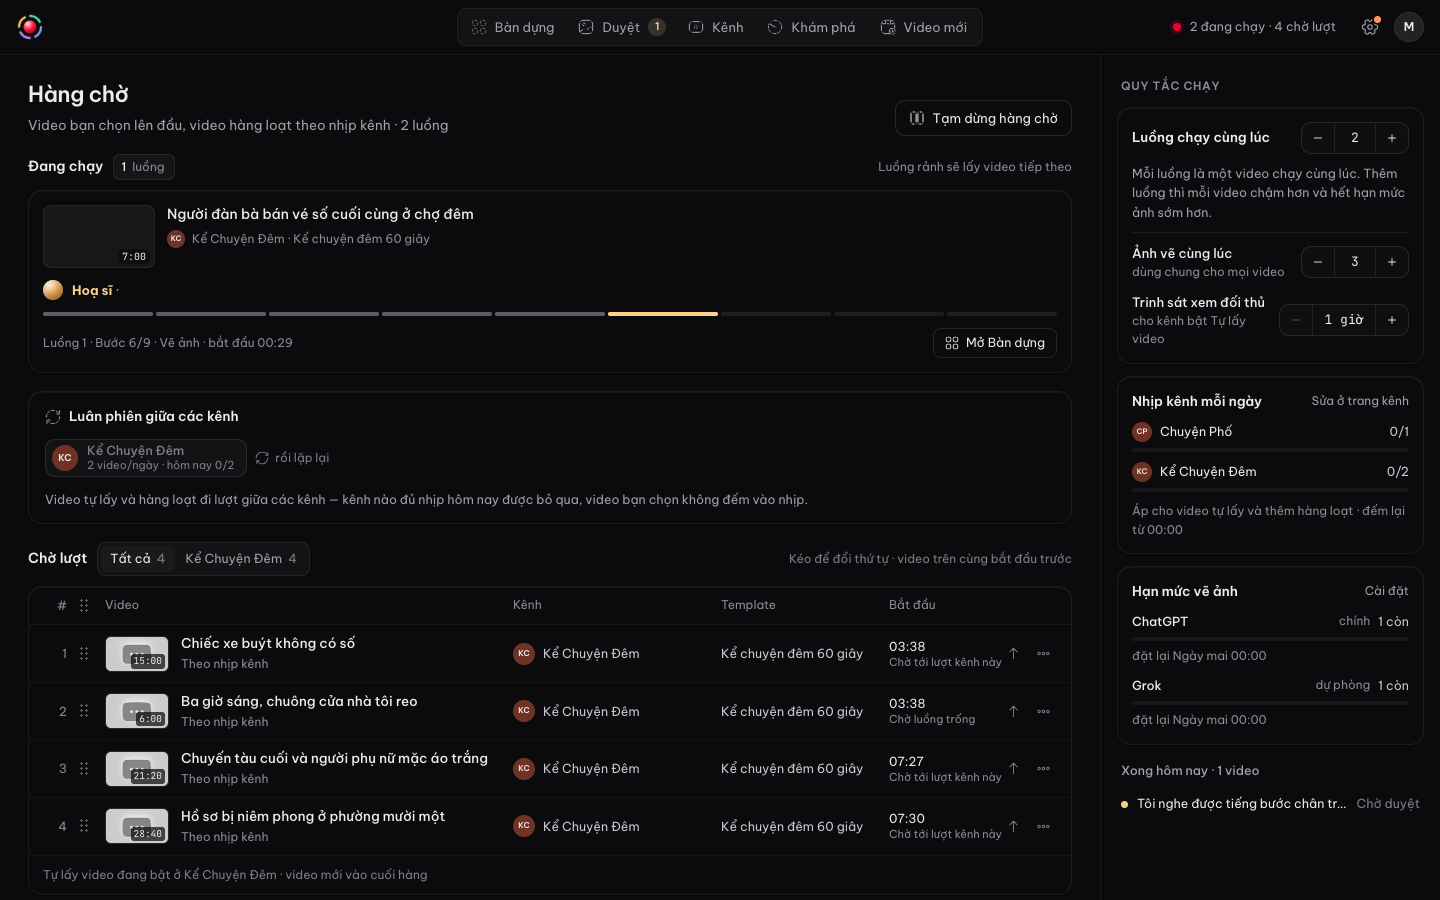 Bàn dựng
Duyệt 1
Kênh
Khám phá
Video mới
2 đang chạy · 4 chờ lượt
M
Hàng chờ
Video bạn chọn lên đầu, video hàng loạt theo nhịp kênh · 2 luồng
Tạm dừng hàng chờ
Đang chạy 1 luồng
Luồng rảnh sẽ lấy video tiếp theo
7:00
Người đàn bà bán vé số cuối cùng ở chợ đêm
KC Kể Chuyện Đêm · Kể chuyện đêm 60 giây
Hoạ sĩ ·
Luồng 1 · Bước 6/9 · Vẽ ảnh · bắt đầu 00:29
Mở Bàn dựng
Luân phiên giữa các kênh
KC Kể Chuyện Đêm
2 video/ngày · hôm nay 0/2
rồi lặp lại
Video tự lấy và hàng loạt đi lượt giữa các kênh — kênh nào đủ nhịp hôm nay được bỏ qua, video bạn chọn không đếm vào nhịp.
Chờ lượt Tất cả 4 Kể Chuyện Đêm 4
Kéo để đổi thứ tự · video trên cùng bắt đầu trước
# Video Kênh Template Bắt đầu
1 15:00 Chiếc xe buýt không có số KC Kể Chuyện Đêm Kể chuyện đêm 60 giây 03:38
Theo nhịp kênh Chờ tới lượt kênh này
2 6:00 Ba giờ sáng, chuông cửa nhà tôi reo KC Kể Chuyện Đêm Kể chuyện đêm 60 giây 03:38
Theo nhịp kênh Chờ luồng trống
3 21:20 Chuyến tàu cuối và người phụ nữ mặc áo trắng KC Kể Chuyện Đêm Kể chuyện đêm 60 giây 07:27
Theo nhịp kênh Chờ tới lượt kênh này
4 28:40 Hồ sơ bị niêm phong ở phường mười một KC Kể Chuyện Đêm Kể chuyện đêm 60 giây 07:30
Theo nhịp kênh Chờ tới lượt kênh này
Tự lấy video đang bật ở Kể Chuyện Đêm · video mới vào cuối hàng
QUY TẮC CHẠY
Luồng chạy cùng lúc − 2 +
Mỗi luồng là một video chạy cùng lúc. Thêm
luồng thì mỗi video chậm hơn và hết hạn mức
ảnh sớm hơn.
Ảnh vẽ cùng lúc
dùng chung cho mọi video
− 3 +
Trinh sát xem đối thủ
cho kênh bật Tự lấy
video
− 1 giờ +
Nhịp kênh mỗi ngày Sửa ở trang kênh
CP Chuyện Phố 0/1
KC Kể Chuyện Đêm 0/2
Áp cho video tự lấy và thêm hàng loạt · đếm lại
từ 00:00
Hạn mức vẽ ảnh Cài đặt
ChatGPT chính 1 còn
đặt lại Ngày mai 00:00
Grok dự phòng 1 còn
đặt lại Ngày mai 00:00
Xong hôm nay · 1 video
Tôi nghe được tiếng bước chân tr... Chờ duyệt